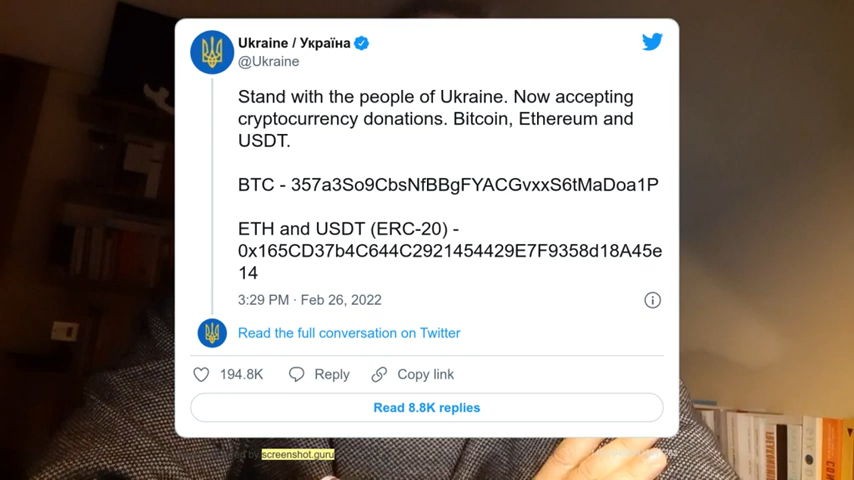 Ukraine / Україна
@Ukraine
Stand with the people of Ukraine. Now accepting
cryptocurrency donations. Bitcoin, Ethereum and
USDT.
BTC - 357a3So9CbsNfBBgFYACGvxxS6tMaDoa1P
ETH and USDT (ERC-20) -
0x165CD37b4C644C2921454429E7F9358d18A45e
14
3:29 PM · Feb 26, 2022
Read the full conversation on Twitter
194.8K Reply Copy link
Read 8.8K replies
by screenshot.guru